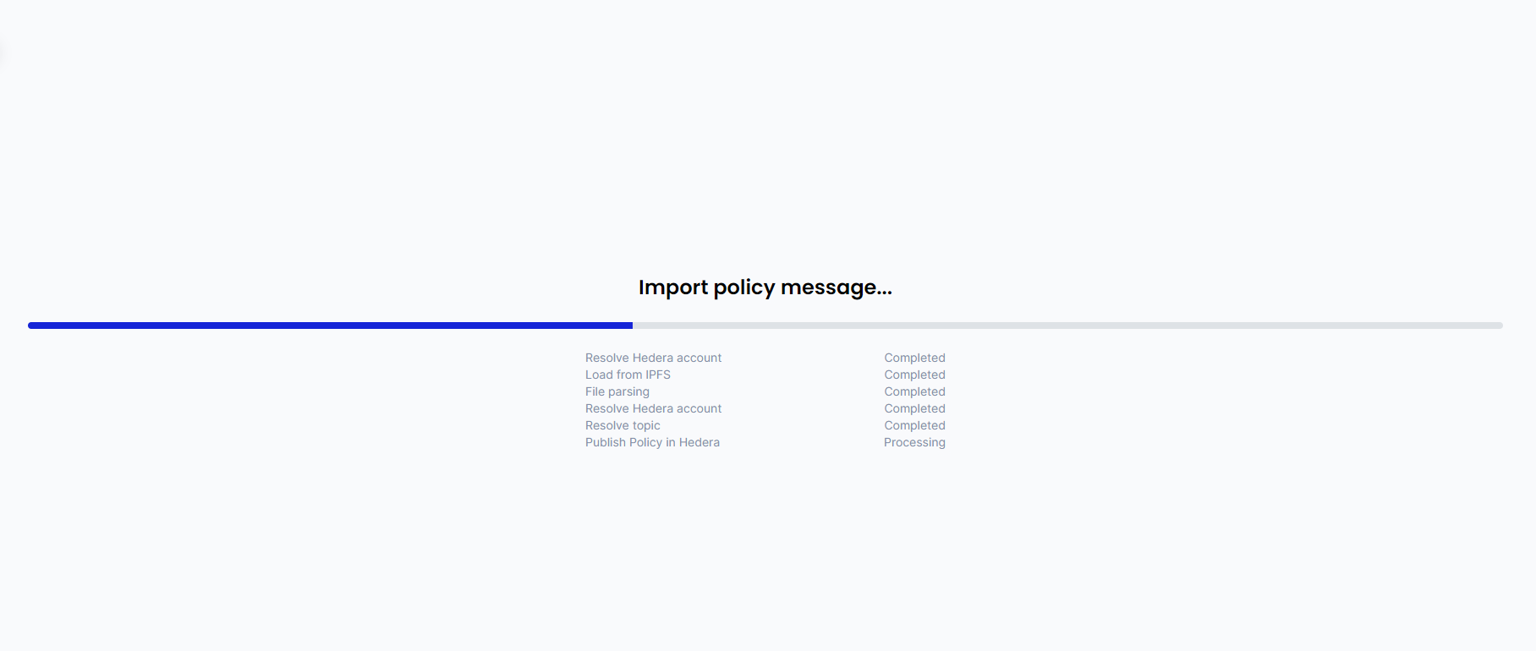 Import policy message...
Resolve Hedera account Completed
Load from IPFS Completed
File parsing Completed
Resolve Hedera account Completed
Resolve topic Completed
Publish Policy in Hedera Processing